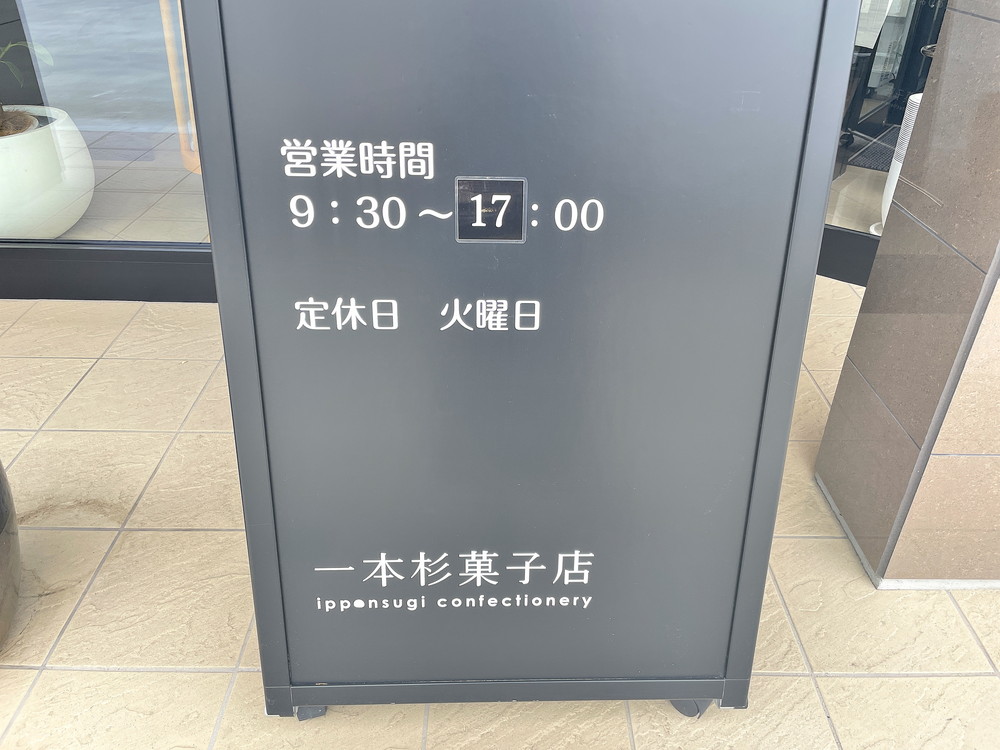 営業時間
9：30～17：00
定休日　火曜日
一本杉菓子店
ipponsugi confectionery